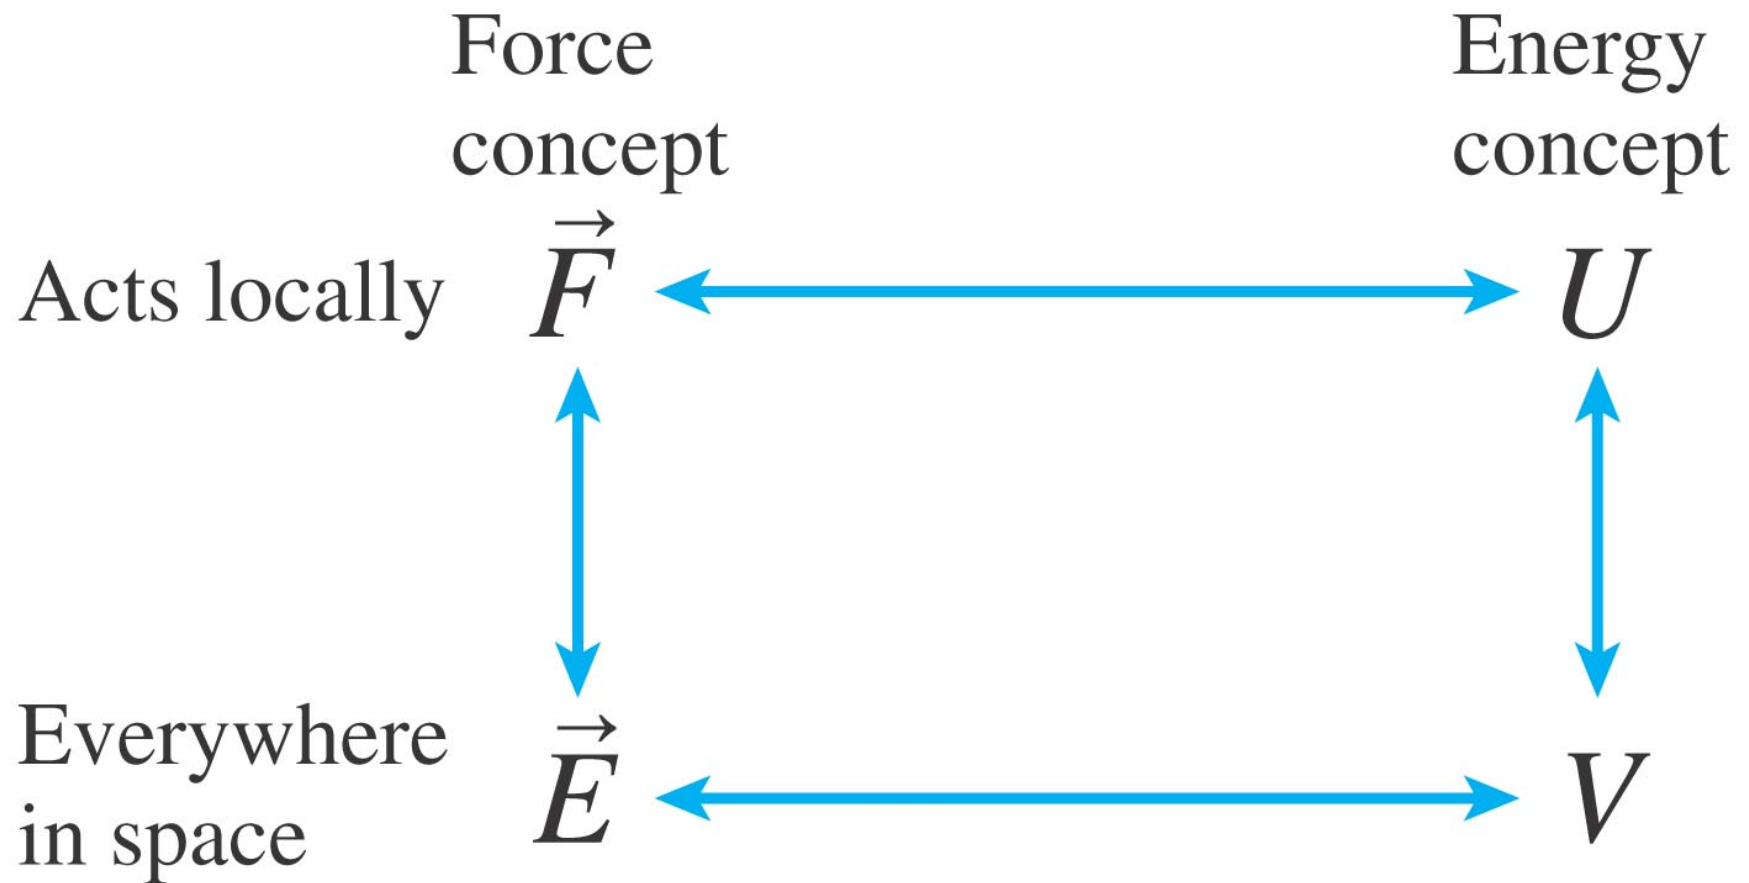 Force
concept
Energy
concept
Acts locally
F⃗
U
Everywhere
in space
E⃗
V